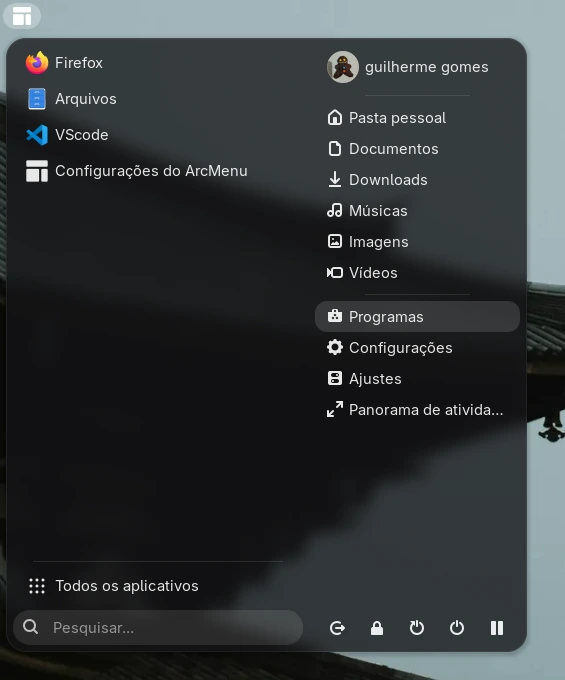 Firefox
Arquivos
VScode
Configurações do ArcMenu
Todos os aplicativos
Pesquisar...
guilherme gomes
Pasta pessoal
Documentos
Downloads
Músicas
Imagens
Vídeos
Programas
Configurações
Ajustes
Panorama de ativida...